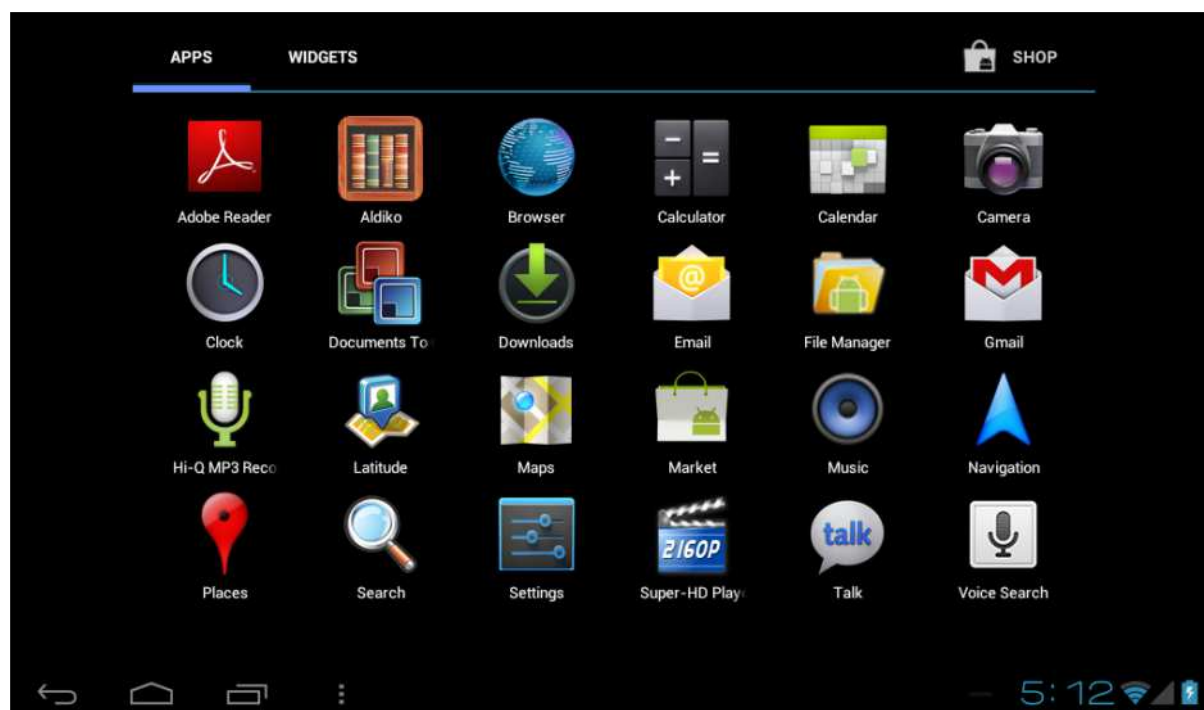 APPS WIDGETS SHOP
Adobe Reader Aldiko Browser Calculator Calendar Camera
@
Clock Documents To Downloads Email File Manager Gmail
Hi-Q MP3 Reco Latitude Maps Market Music Navigation
2160P talk
Places Search Settings Super-HD Play Talk Voice Search
5:12